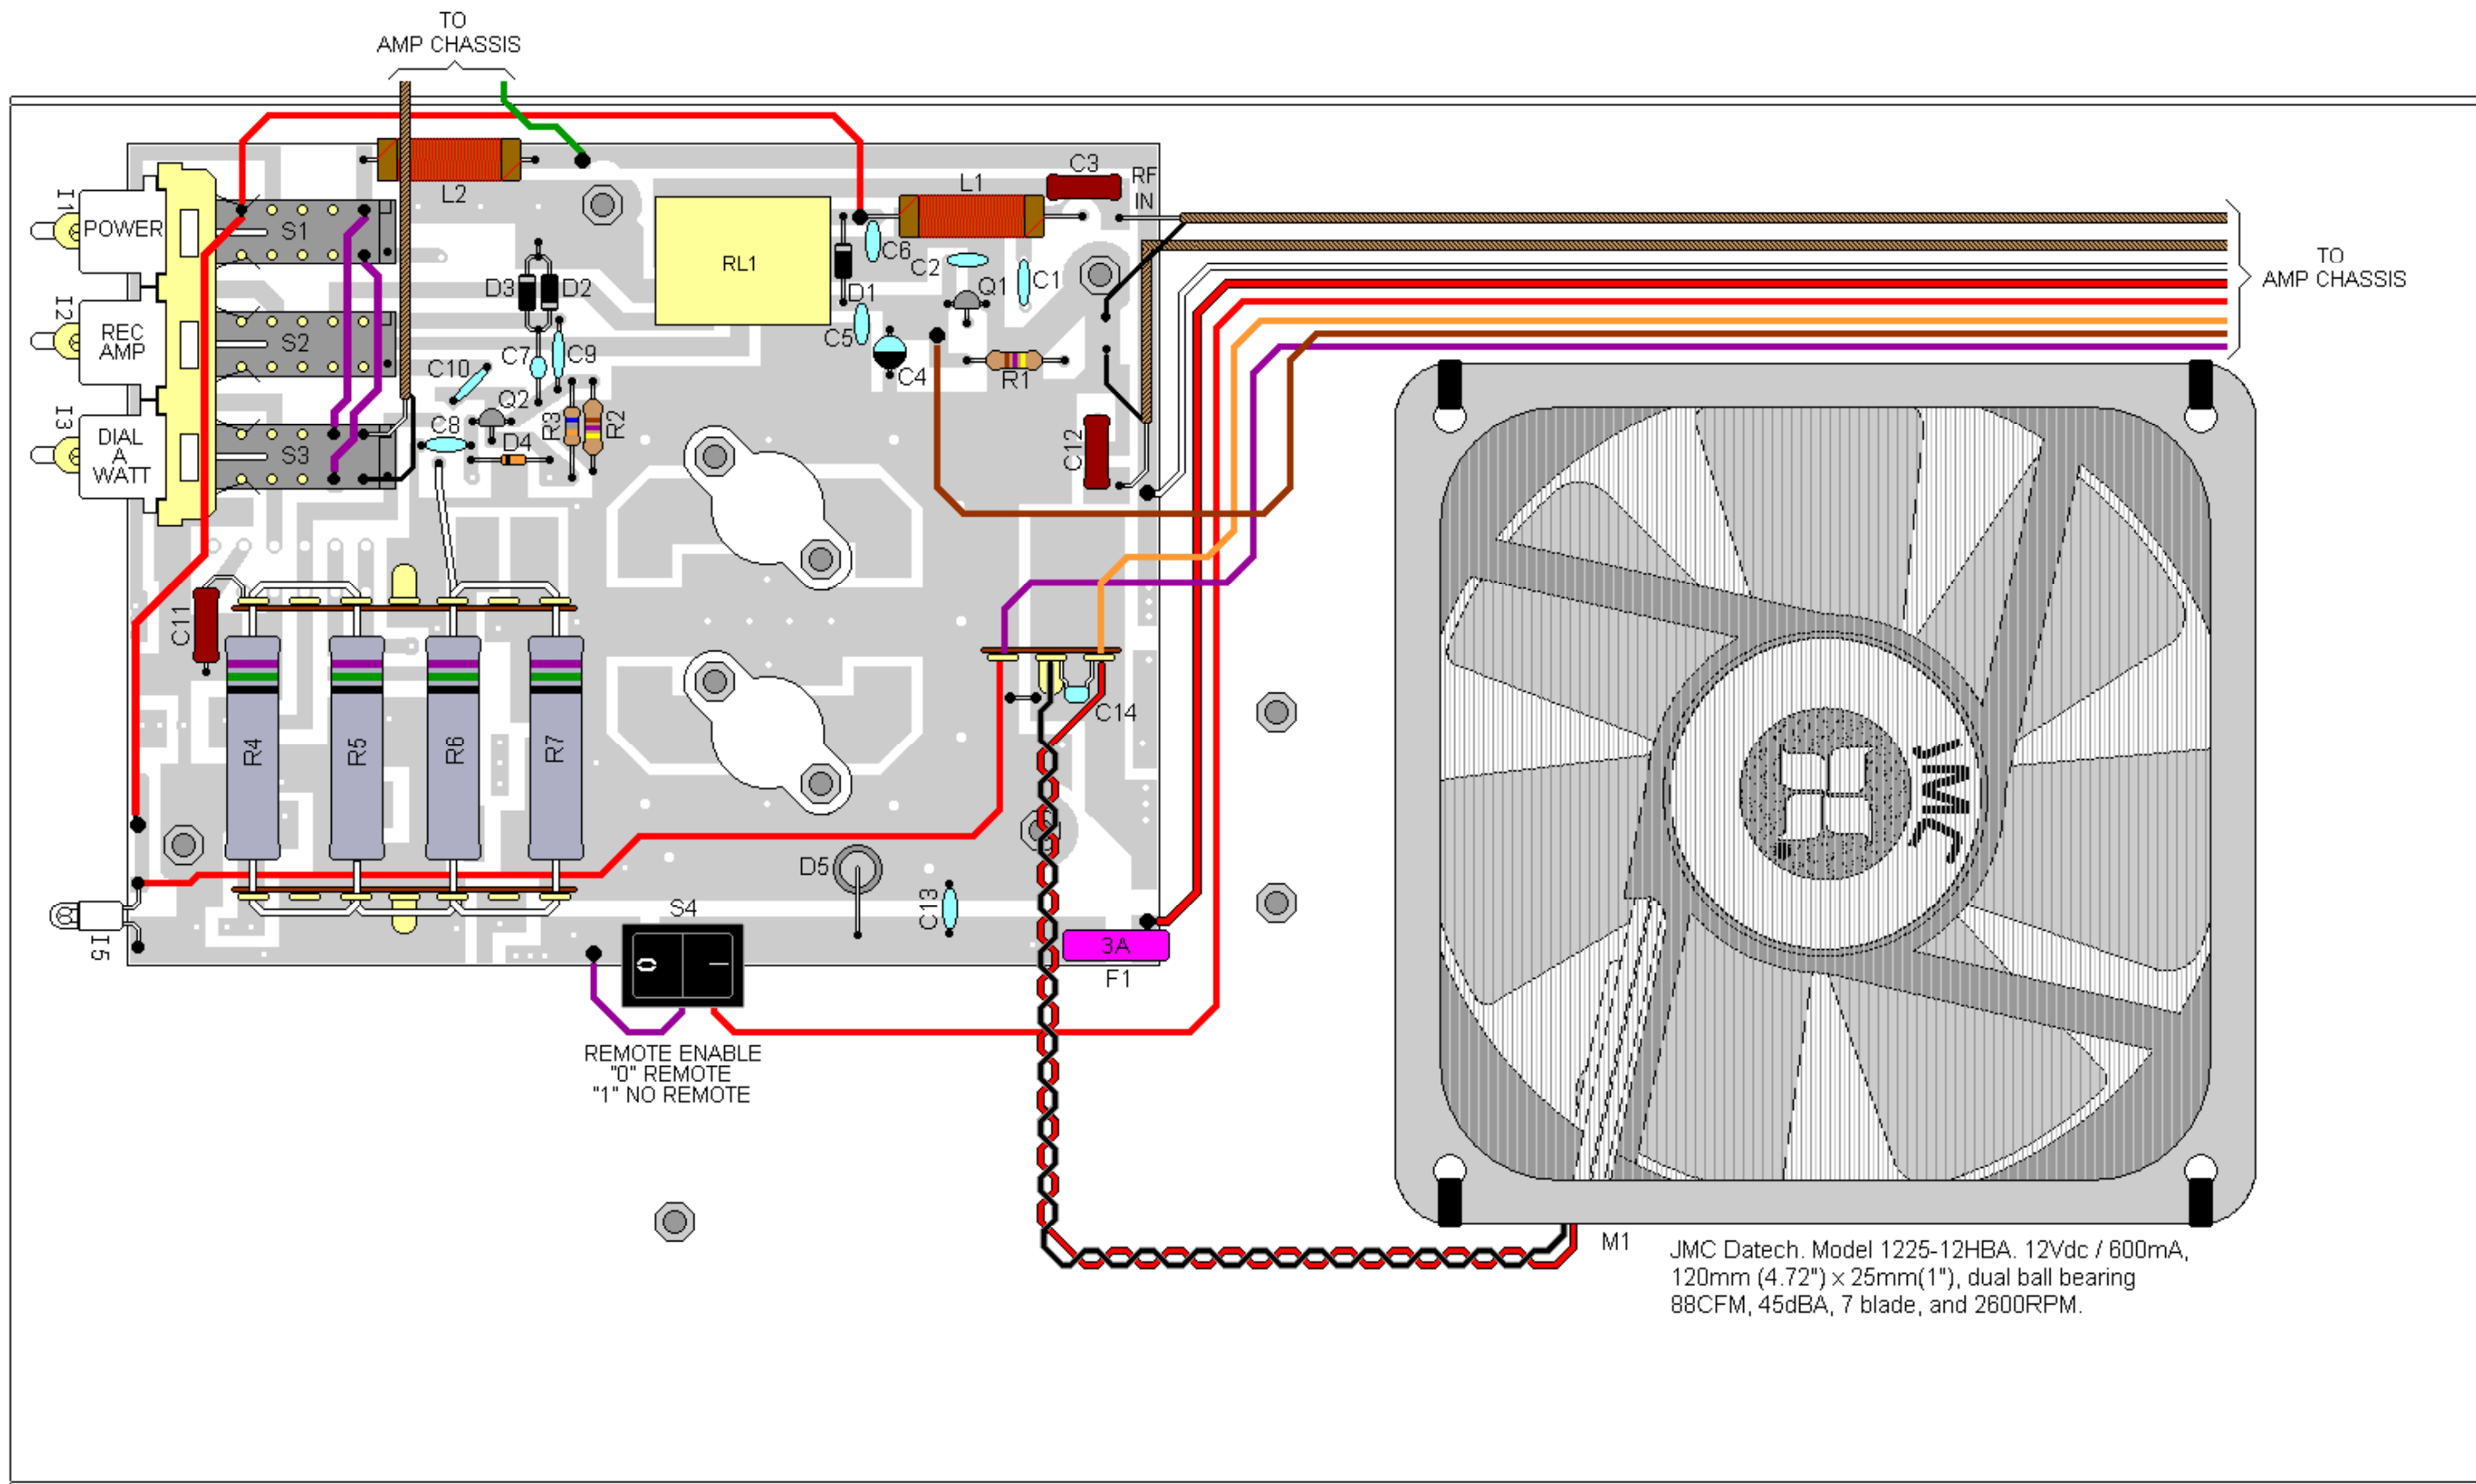 TO
AMP CHASSIS
L2
I1
POWER
S1
I2
REC
AMP
S2
I3
DIAL
A
WATT
S3
RL1
D1
C6
L1
C3
RF
IN
C2
Q1
C1
C5
C4
R1
D3
D2
C7
C9
C10
Q2
C8
D4
R3
R2
C12
TO
AMP CHASSIS
C11
R4
R5
R6
R7
C14
D5
C13
S4
0
I5
3A
F1
REMOTE ENABLE
"0" REMOTE
"1" NO REMOTE
JMC
M1
JMC Datech. Model 1225-12HBA. 12Vdc / 600mA,
120mm (4.72") x 25mm(1"), dual ball bearing
88CFM, 45dBA, 7 blade, and 2600RPM.